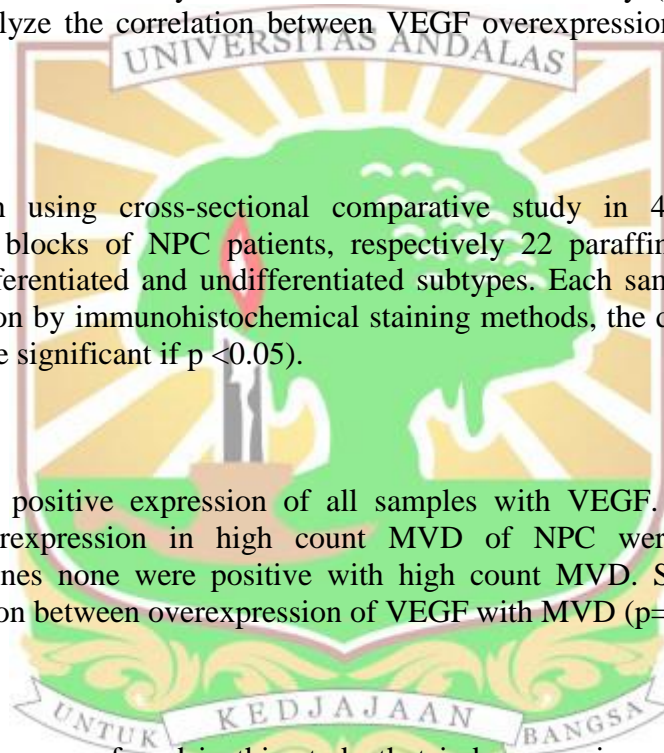 lyze the correlation between VEGF overexpression
UNIVERSITAS ANDALAS
using cross-sectional comparative study in 4
blocks of NPC patients, respectively 22 paraffin
ferentiated and undifferentiated subtypes. Each sam
on by immunohistochemical staining methods, the d
e significant if p <0.05).
positive expression of all samples with VEGF.
rexpression in high count MVD of NPC wer
nes none were positive with high count MVD. S
on between overexpression of VEGF with MVD (p=
UNTUK KEDJAJAAN BANGSA